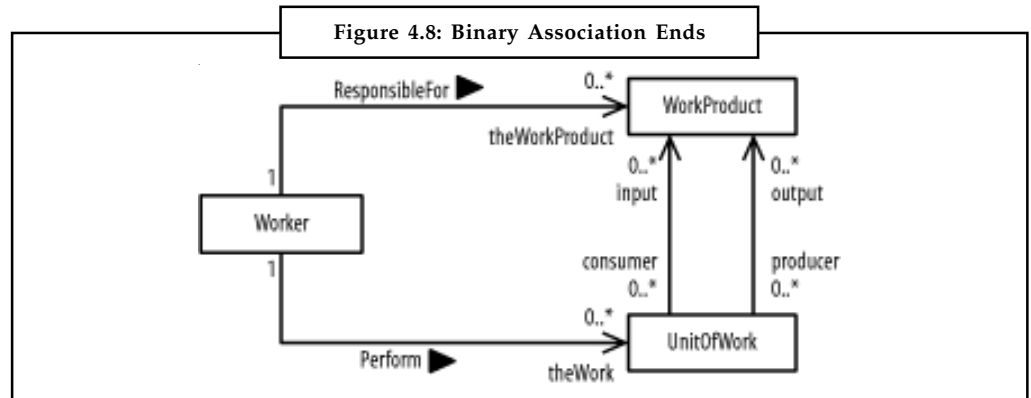 Figure 4.8: Binary Association Ends
ResponsibleFor
0..*
WorkProduct
theWorkProduct
0..*
input
0..*
output
1
Worker
1
consumer
0..*
producer
0..*
0..*
UnitOfWork
Perform
theWork